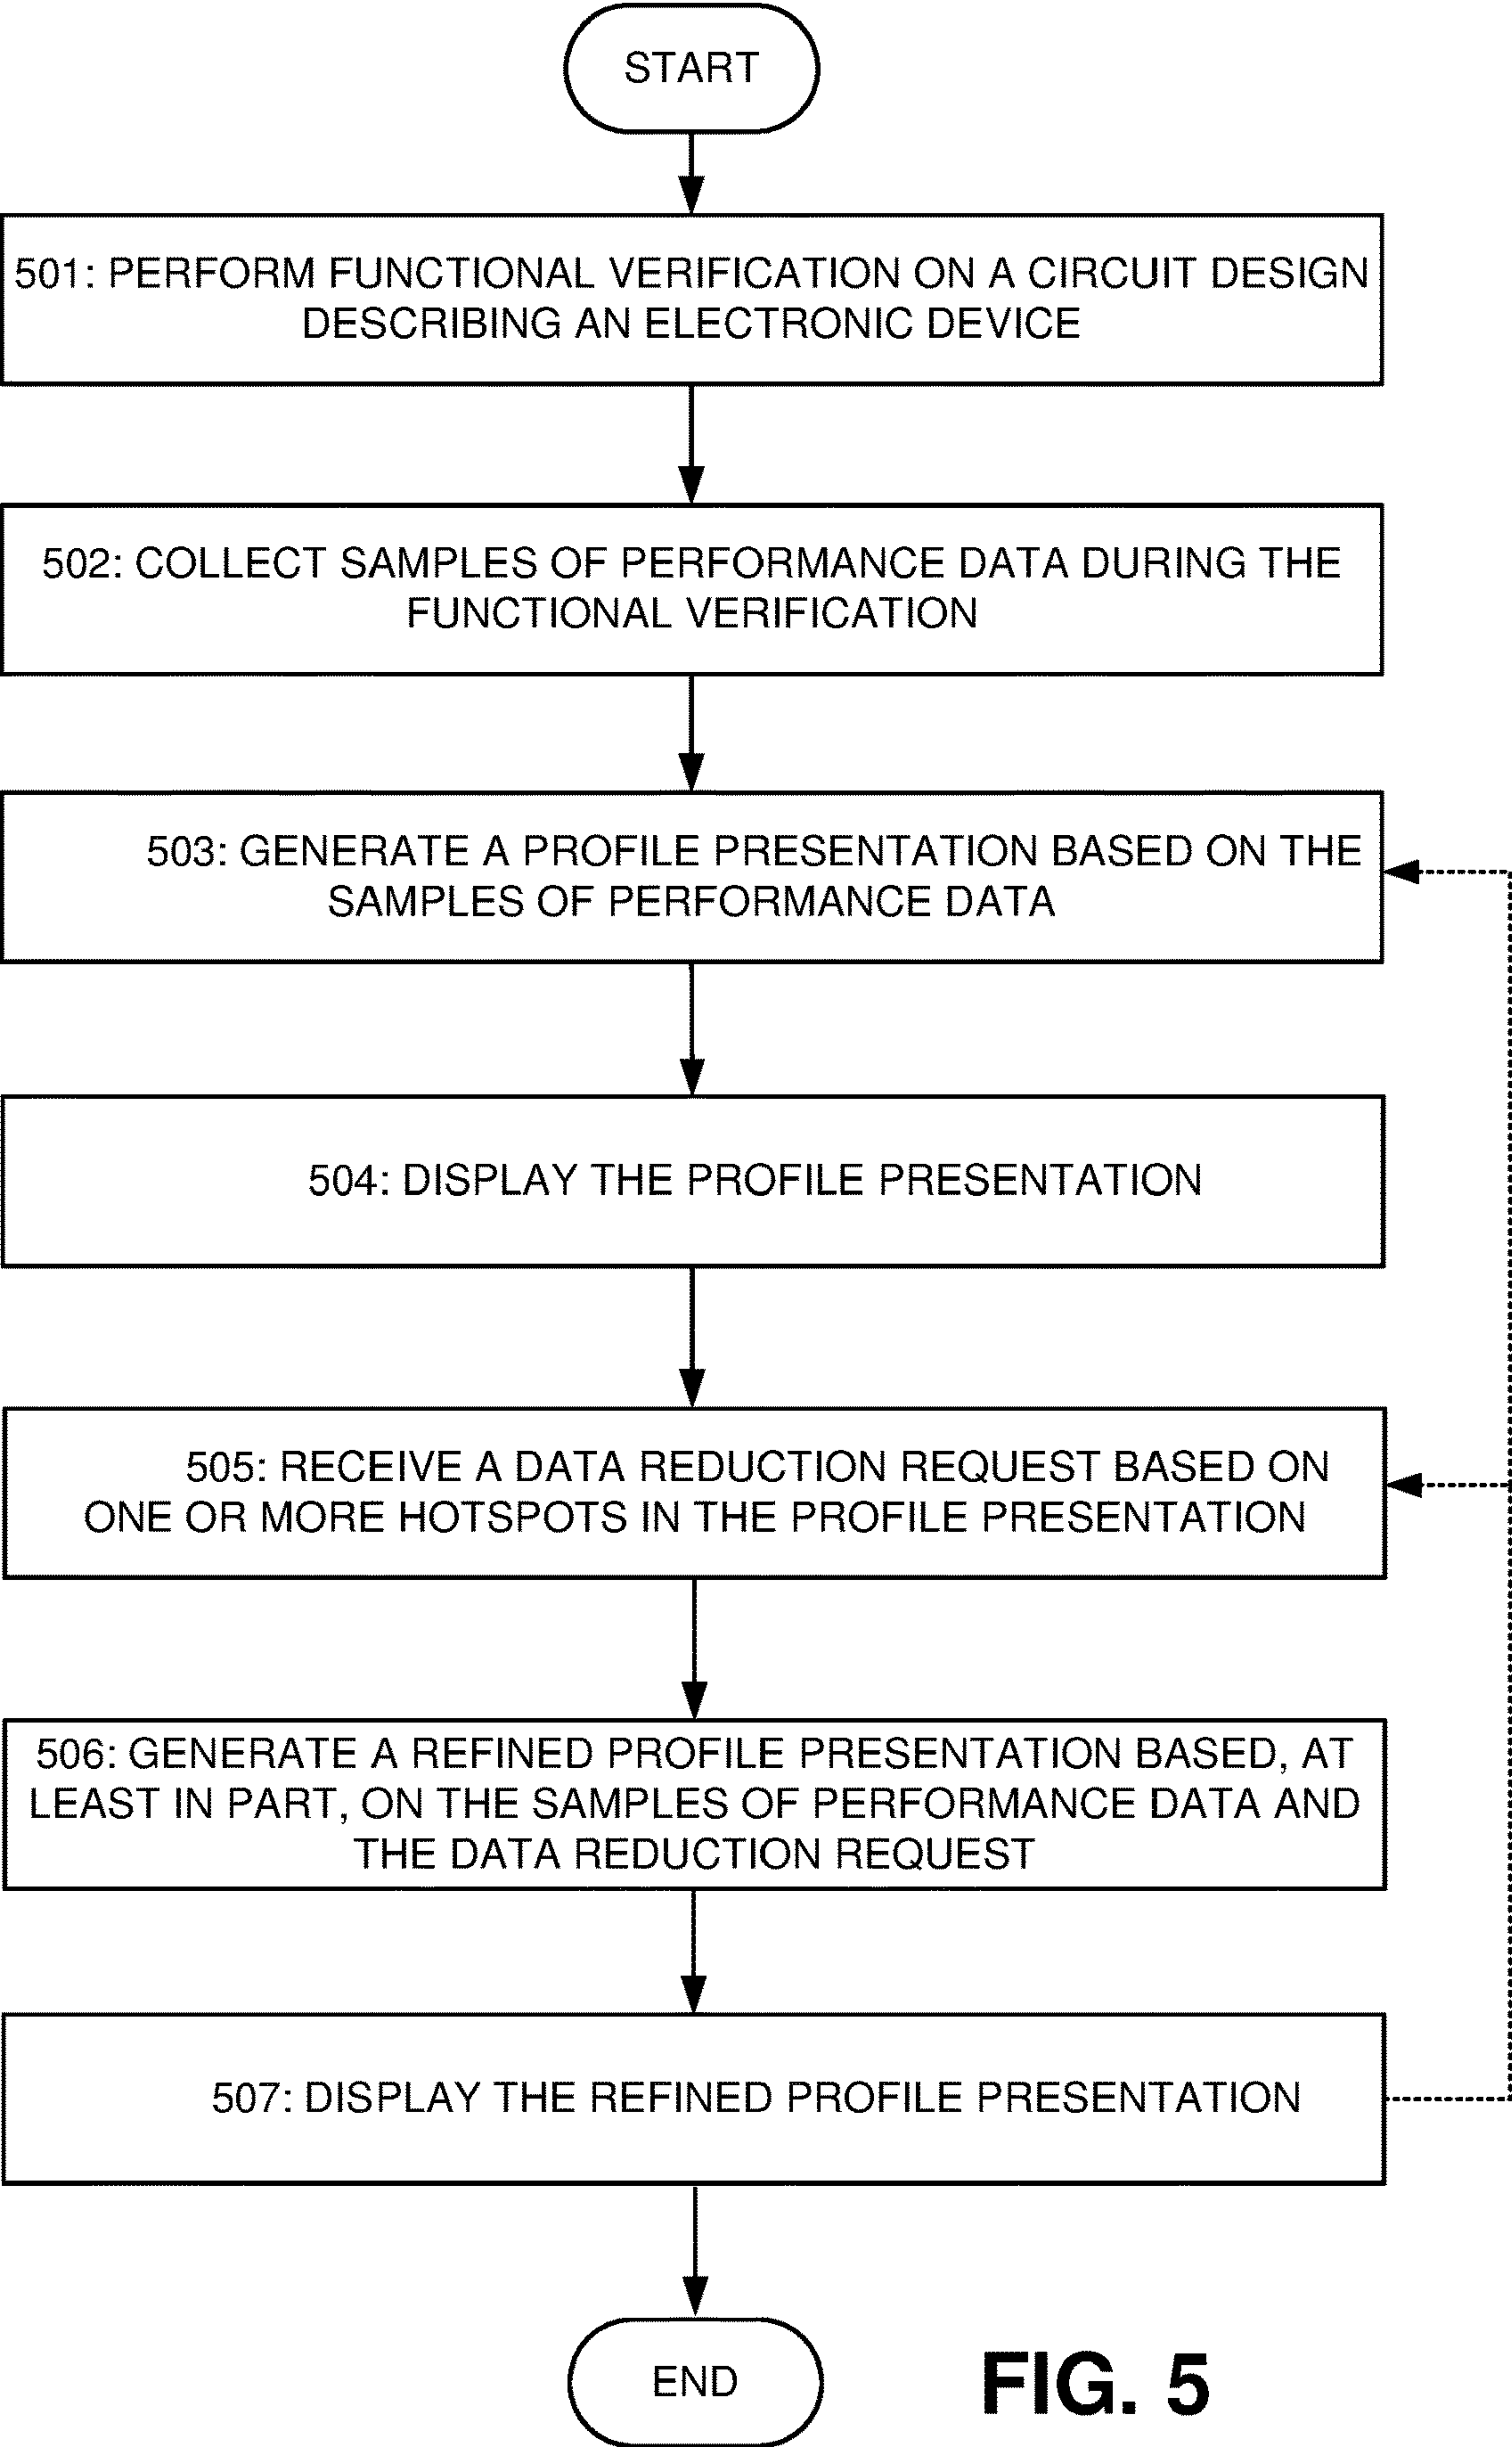 START
501: PERFORM FUNCTIONAL VERIFICATION ON A CIRCUIT DESIGN
DESCRIBING AN ELECTRONIC DEVICE
502: COLLECT SAMPLES OF PERFORMANCE DATA DURING THE
FUNCTIONAL VERIFICATION
503: GENERATE A PROFILE PRESENTATION BASED ON THE
SAMPLES OF PERFORMANCE DATA
504: DISPLAY THE PROFILE PRESENTATION
505: RECEIVE A DATA REDUCTION REQUEST BASED ON
ONE OR MORE HOTSPOTS IN THE PROFILE PRESENTATION
506: GENERATE A REFINED PROFILE PRESENTATION BASED, AT
LEAST IN PART, ON THE SAMPLES OF PERFORMANCE DATA AND
THE DATA REDUCTION REQUEST
507: DISPLAY THE REFINED PROFILE PRESENTATION
END
FIG. 5